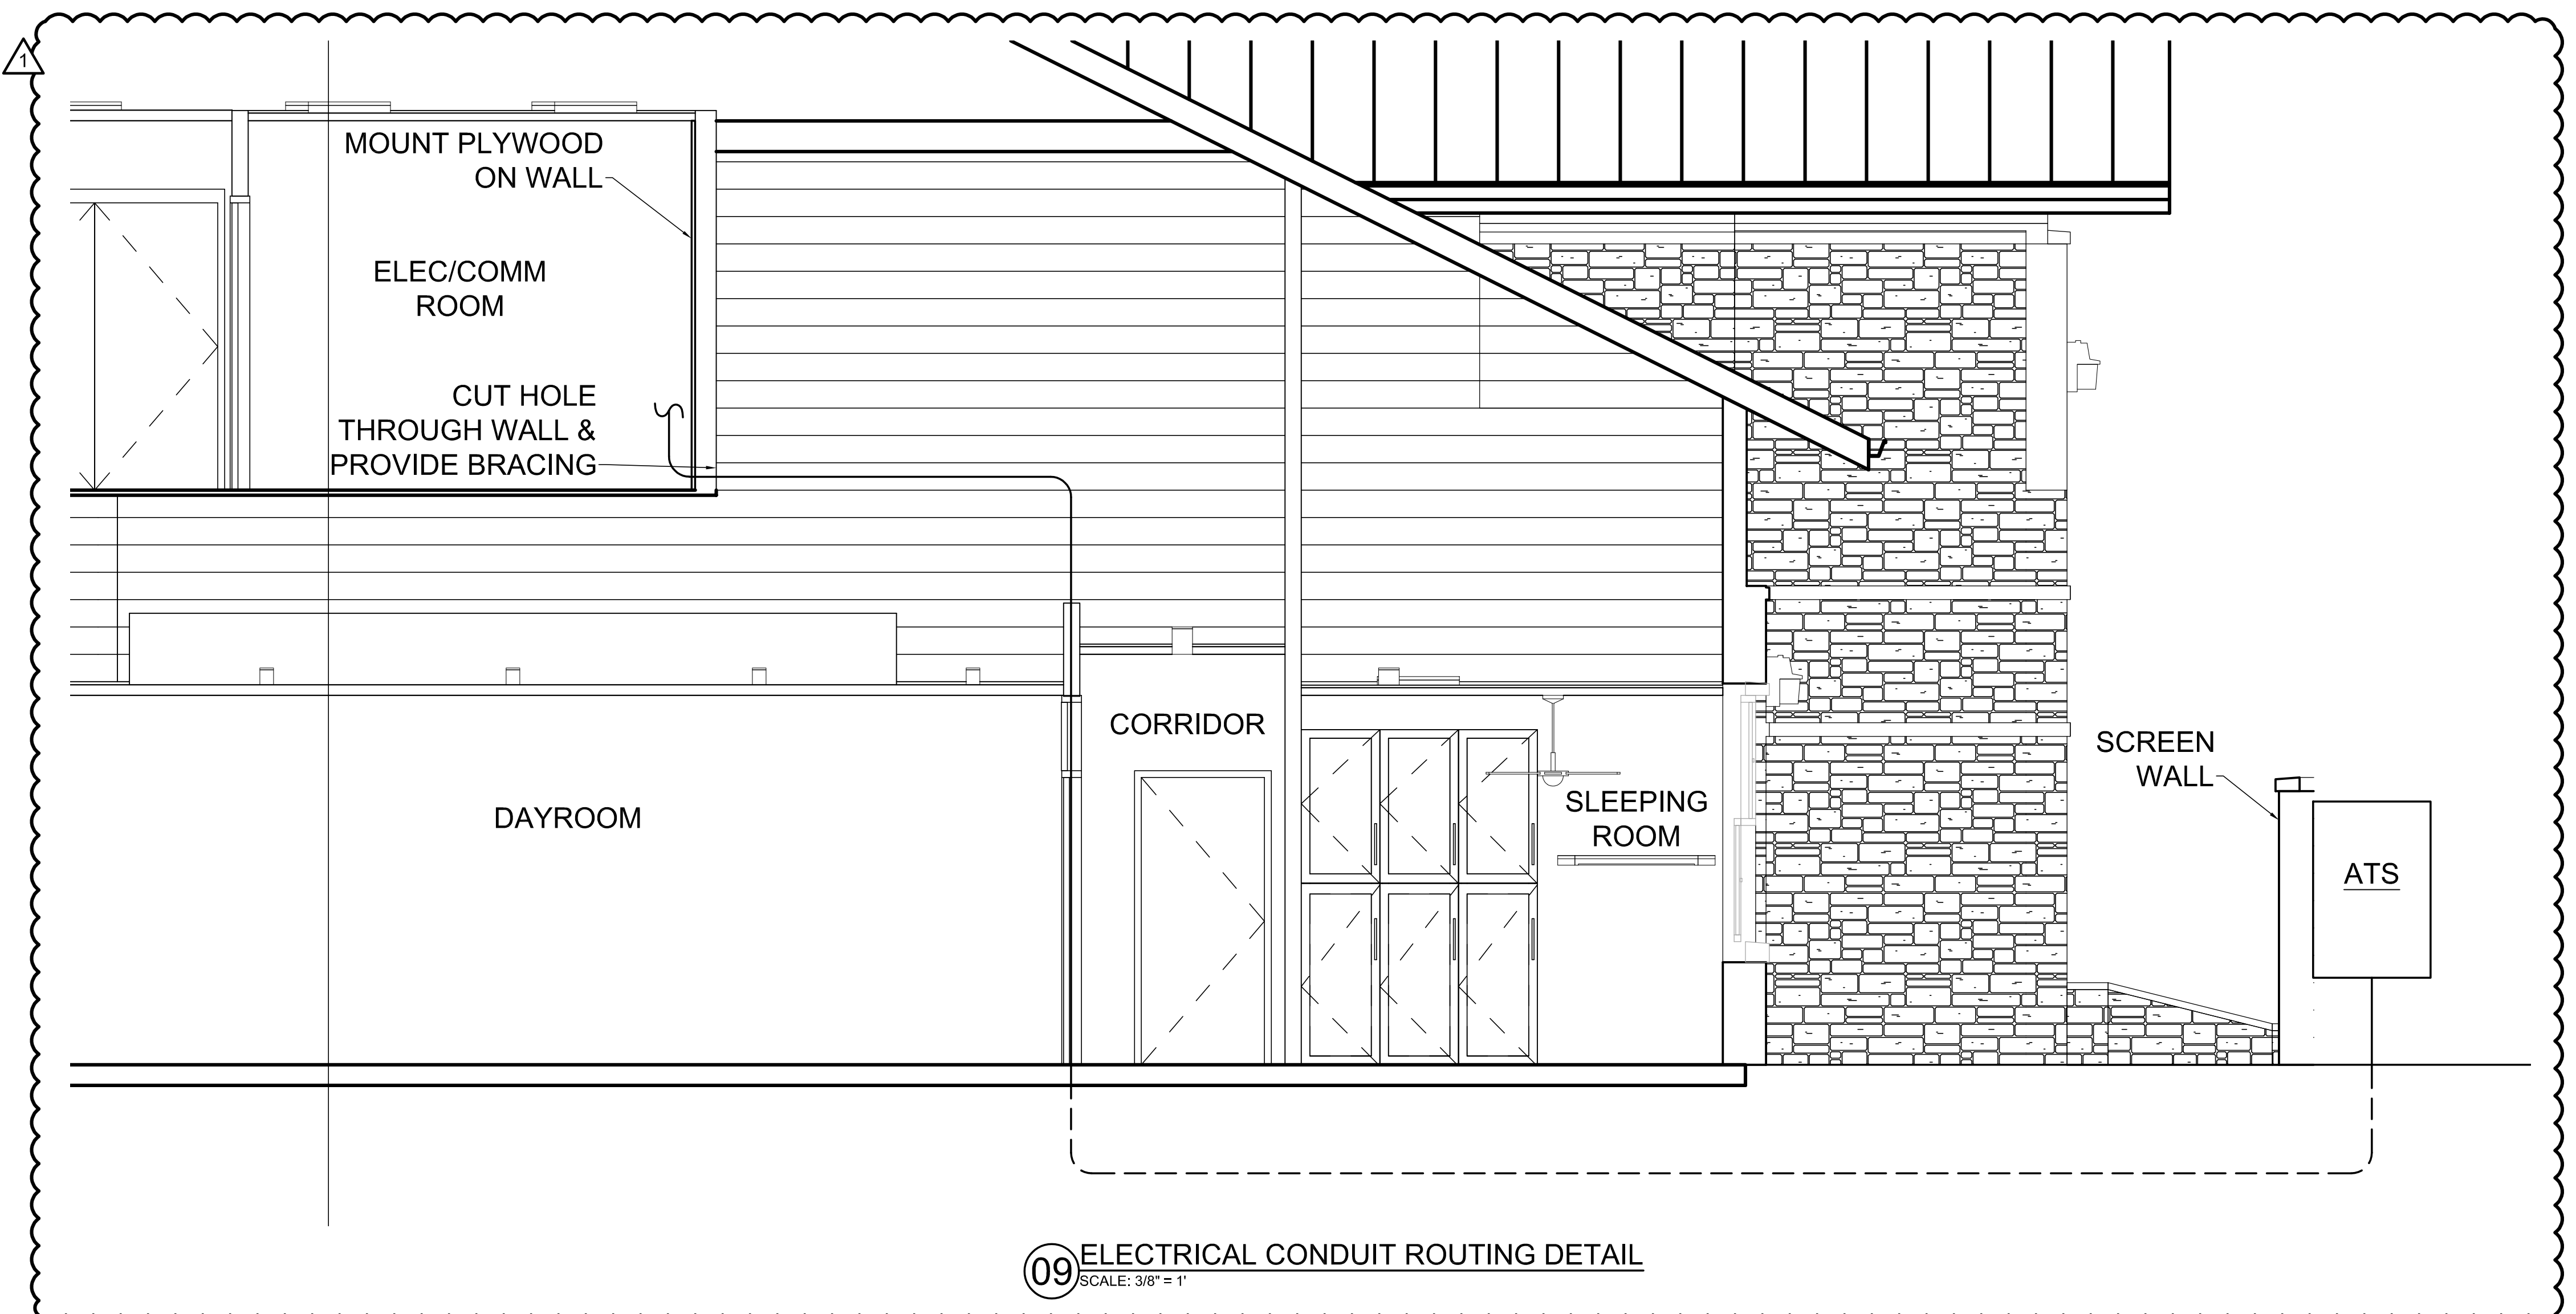 1
MOUNT PLYWOOD
ON WALL
ELEC/COMM
ROOM
CUT HOLE
THROUGH WALL &
PROVIDE BRACING
CORRIDOR
DAYROOM
SLEEPING
ROOM
SCREEN
WALL
ATS
09
ELECTRICAL CONDUIT ROUTING DETAIL
SCALE: 3/8" = 1'